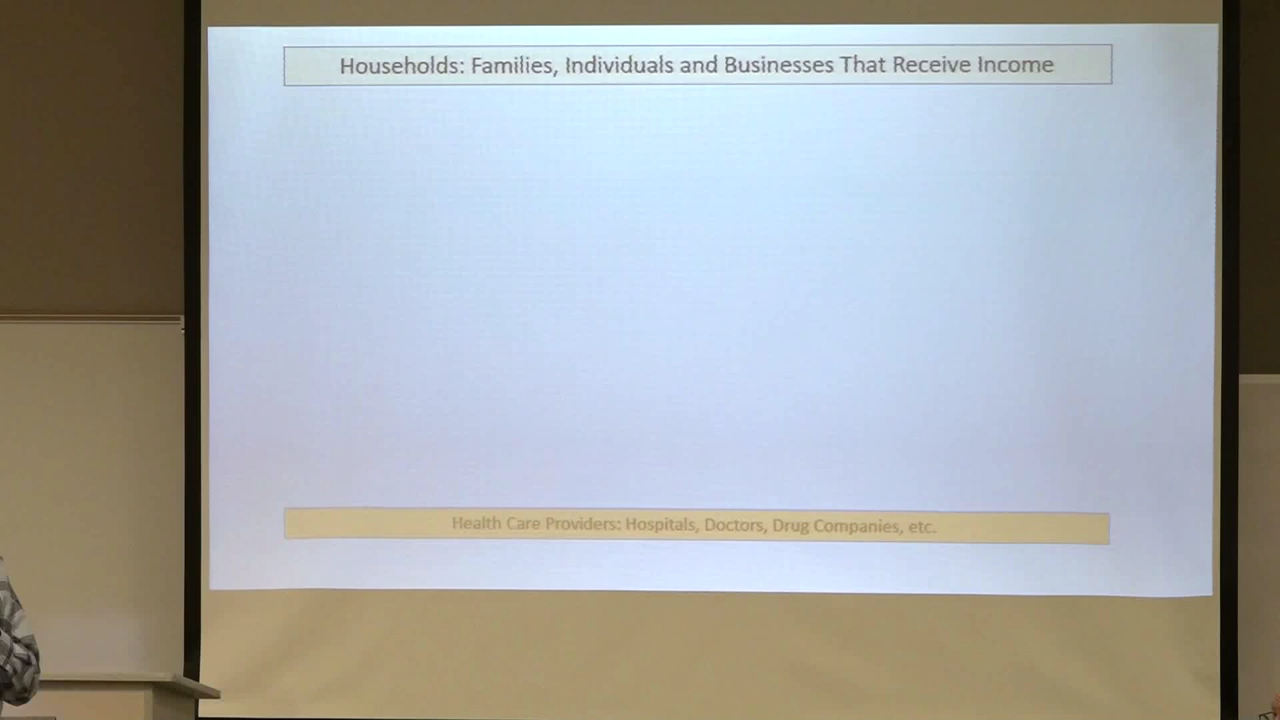 Households: Families, Individuals and Businesses That Receive Income
Health Care Providers: Hospitals, Doctors, Drug Companies, etc.